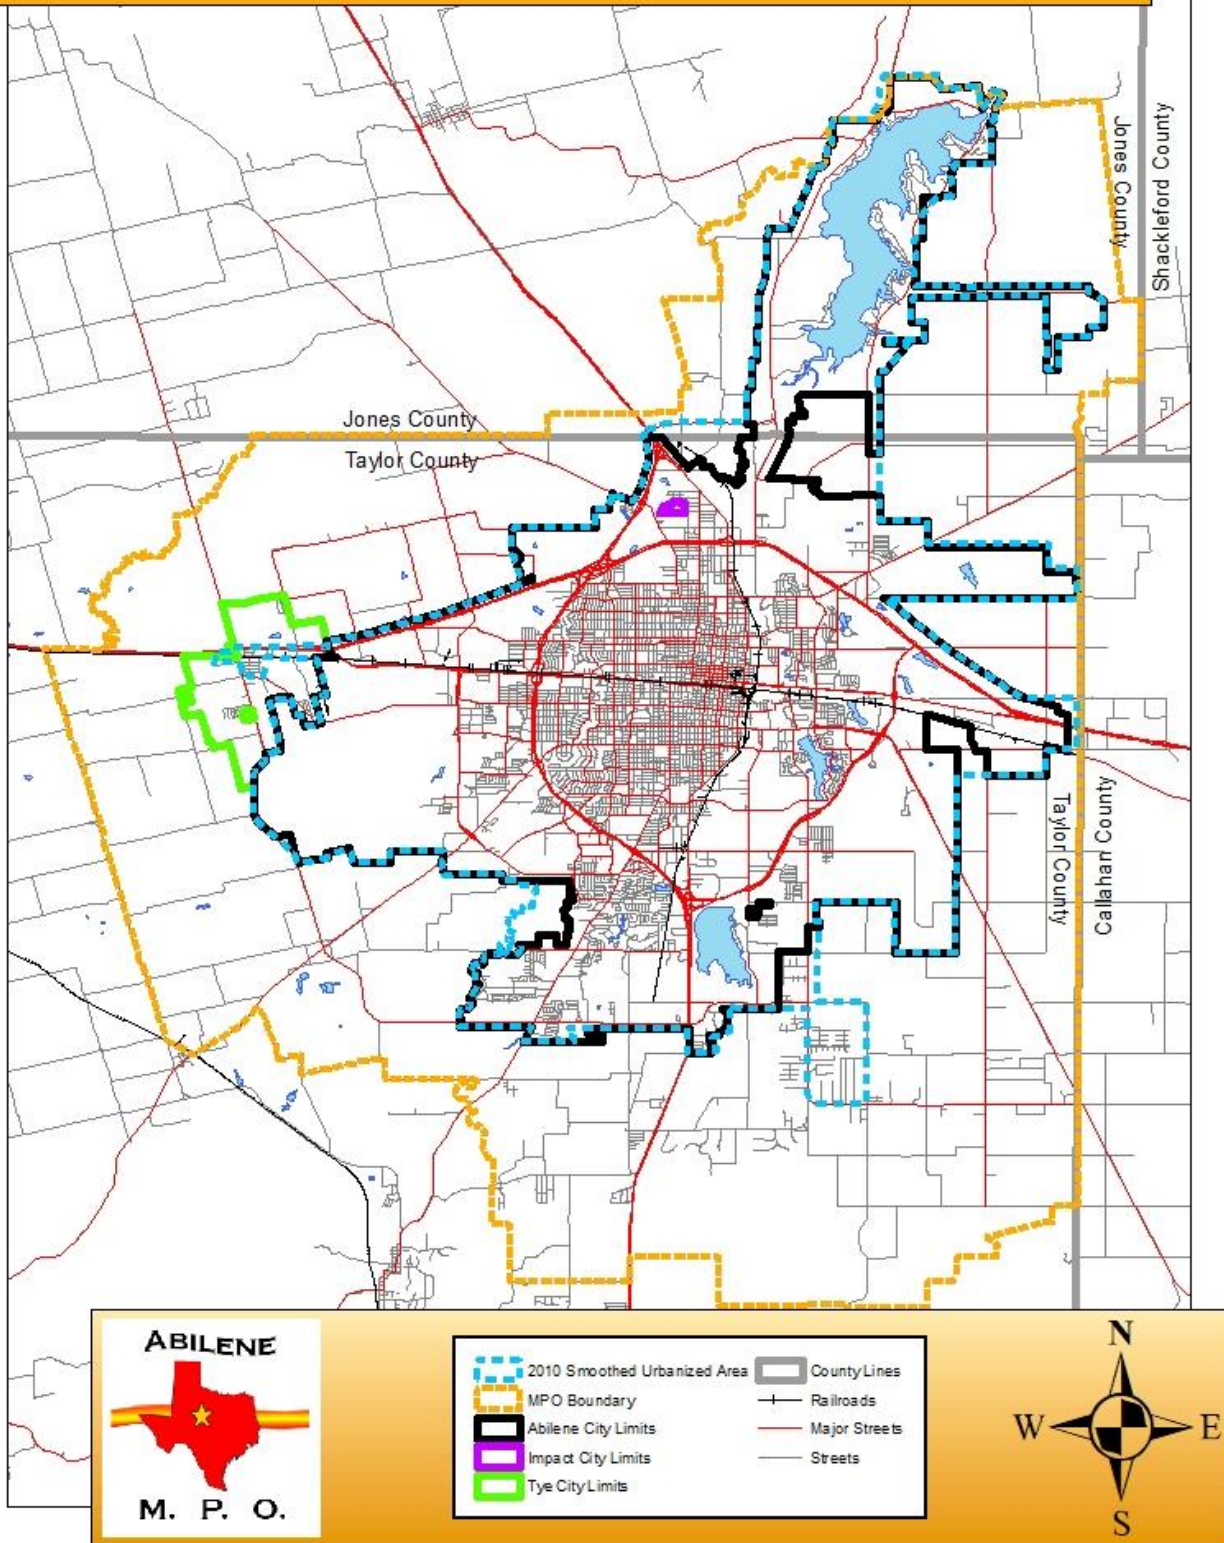 Jones County
Shackleford County
Jones County
Taylor County
Taylor County
Callahan County
ABILENE
M. P. O.
2010 Smoothed Urbanized Area
MPO Boundary
Abilene City Limits
Impact City Limits
Tye City Limits
County Lines
Railroads
Major Streets
Streets
N
W
E
S